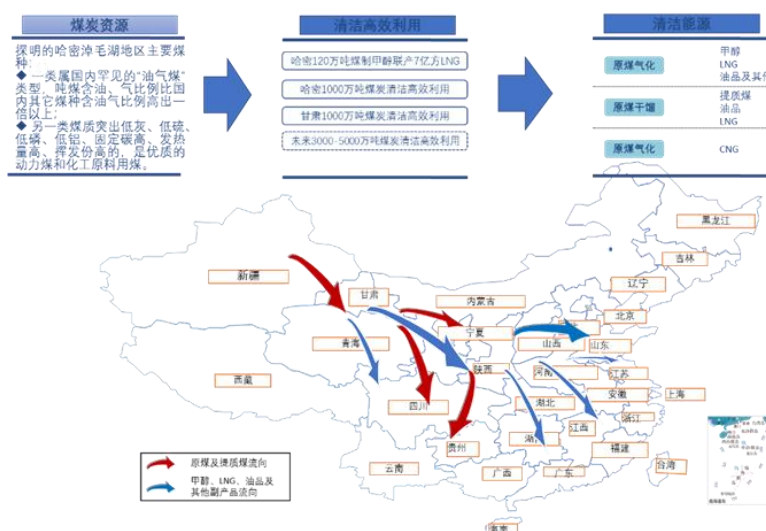 煤炭资源
清洁高效利用
清洁能源
探明的哈密淖毛湖地区主要煤
种:
◆ 一类属国内罕见的“油气煤”
类型，吨煤含油、气比例比国
内其它煤种含油气比例高出一
倍以上；
◆ 另一类煤质突出低灰、低硫、
低磷、低铝、固定碳高、发热
量高、挥发份高的，是优质的
动力煤和化工原料用煤。
哈密120万吨煤制甲醇联产7亿方LNG
哈密1000万吨煤炭清洁高效利用
甘肃1000万吨煤炭清洁高效利用
未来3000-5000万吨煤炭清洁高效利用
原煤气化
甲醇
LNG
油品及其他
原煤干馏
提质煤
油品
LNG
原煤气化
CNG
黑龙江
吉林
辽宁
新疆
甘肃
内蒙古
北京
宁夏
青海
山西
山东
陕西
河南
江苏
西藏
四川
湖北
安徽
上海
浙江
江西
贵州
福建
云南
广西
广东
台湾
海南
原煤及提质煤流向
甲醇、LNG、油品及
其他副产品流向